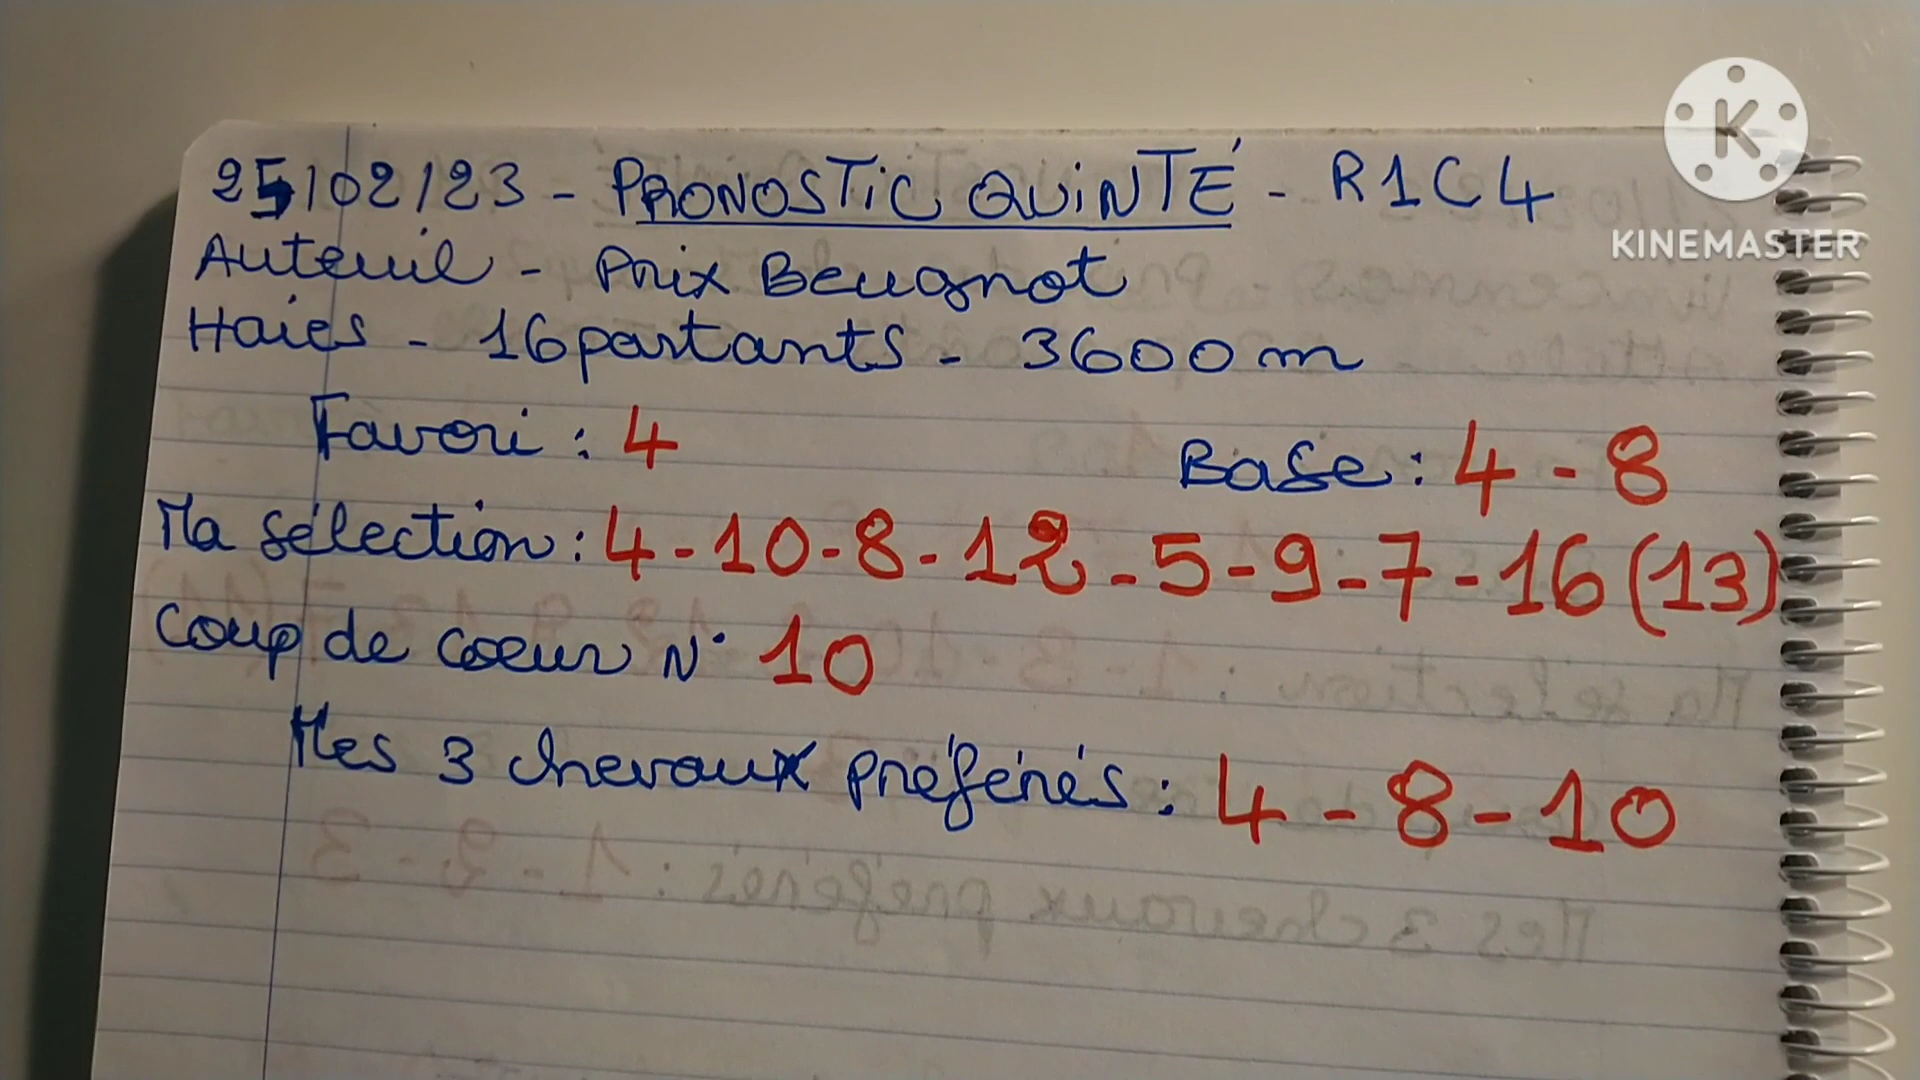 25/02/23 - PRONOSTIC QUINTÉ - R1C4
Auteuil - Prix Beugnot
Haies - 16 partants - 3600 m
Favori : 4
Base : 4 - 8
Ma sélection : 4 - 10 - 8 - 12 - 5 - 9 - 7 - 16 (13)
Coup de coeur N° 10
Mes 3 chevaux préférés : 4 - 8 - 10
KINEMASTER